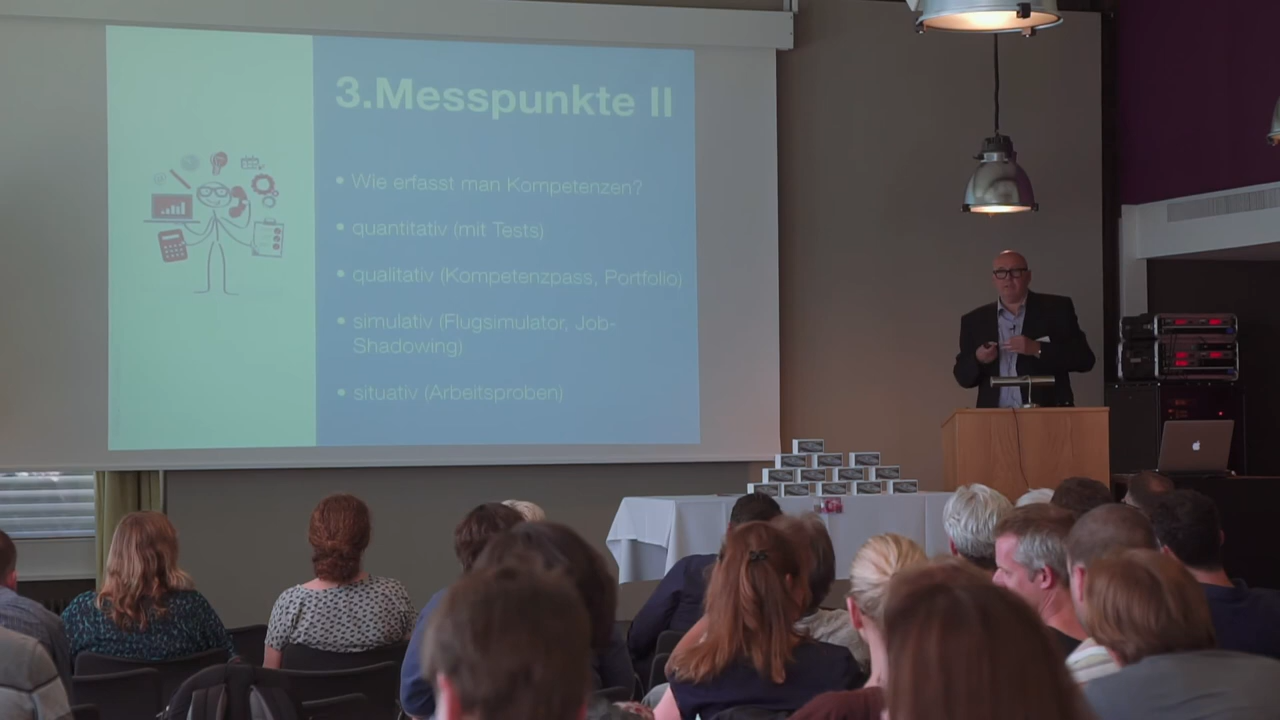 3.Messpunkte II
• Wie erfasst man Kompetenzen?
• quantitativ (mit Tests)
• qualitativ (Kompetenzpass, Portfolio)
• simulativ (Flugsimulator, Job-
Shadowing)
• situativ (Arbeitsproben)